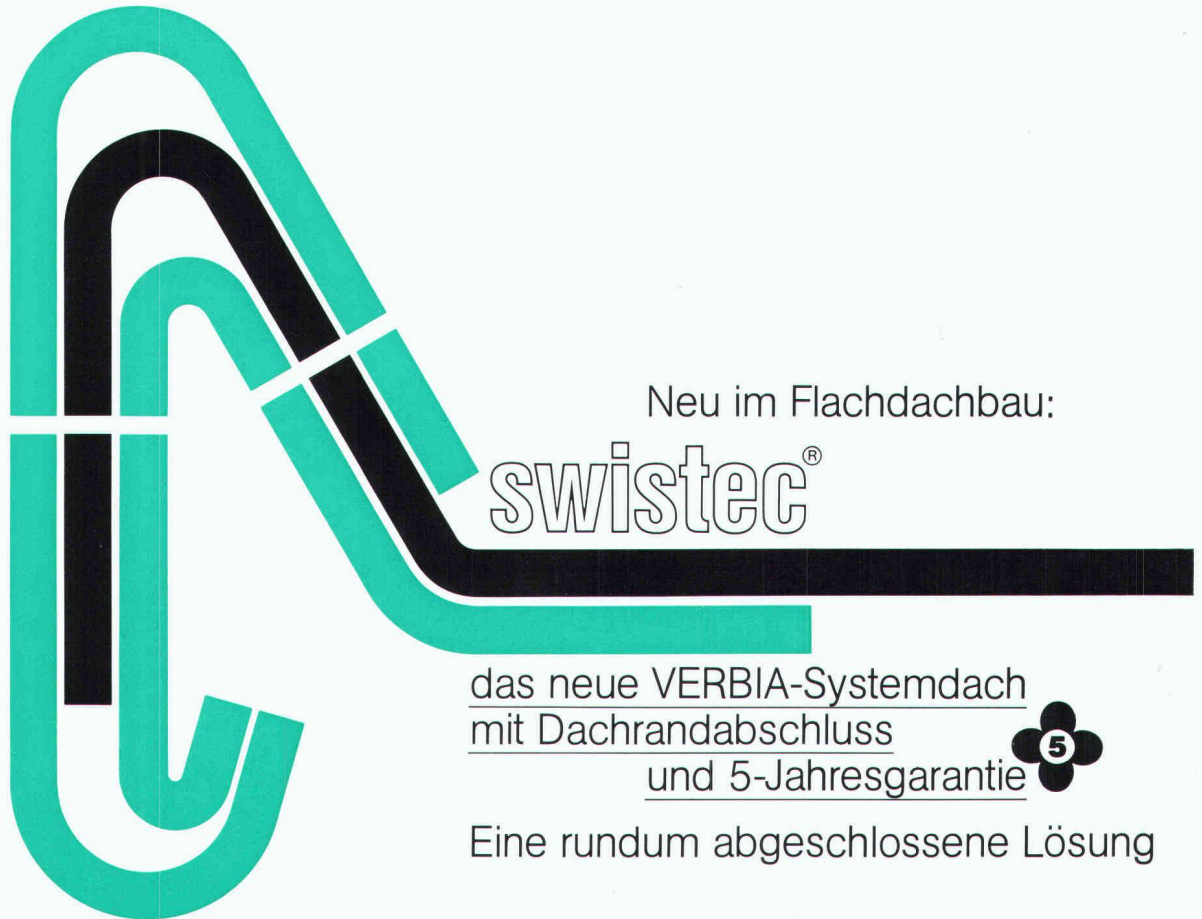 Neu im Flachdachbau:
swistec®
das neue VERBIA-Systemdach
mit Dachrandabschluss
und 5-Jahresgarantie
5
Eine rundum abgeschlossene Lösung